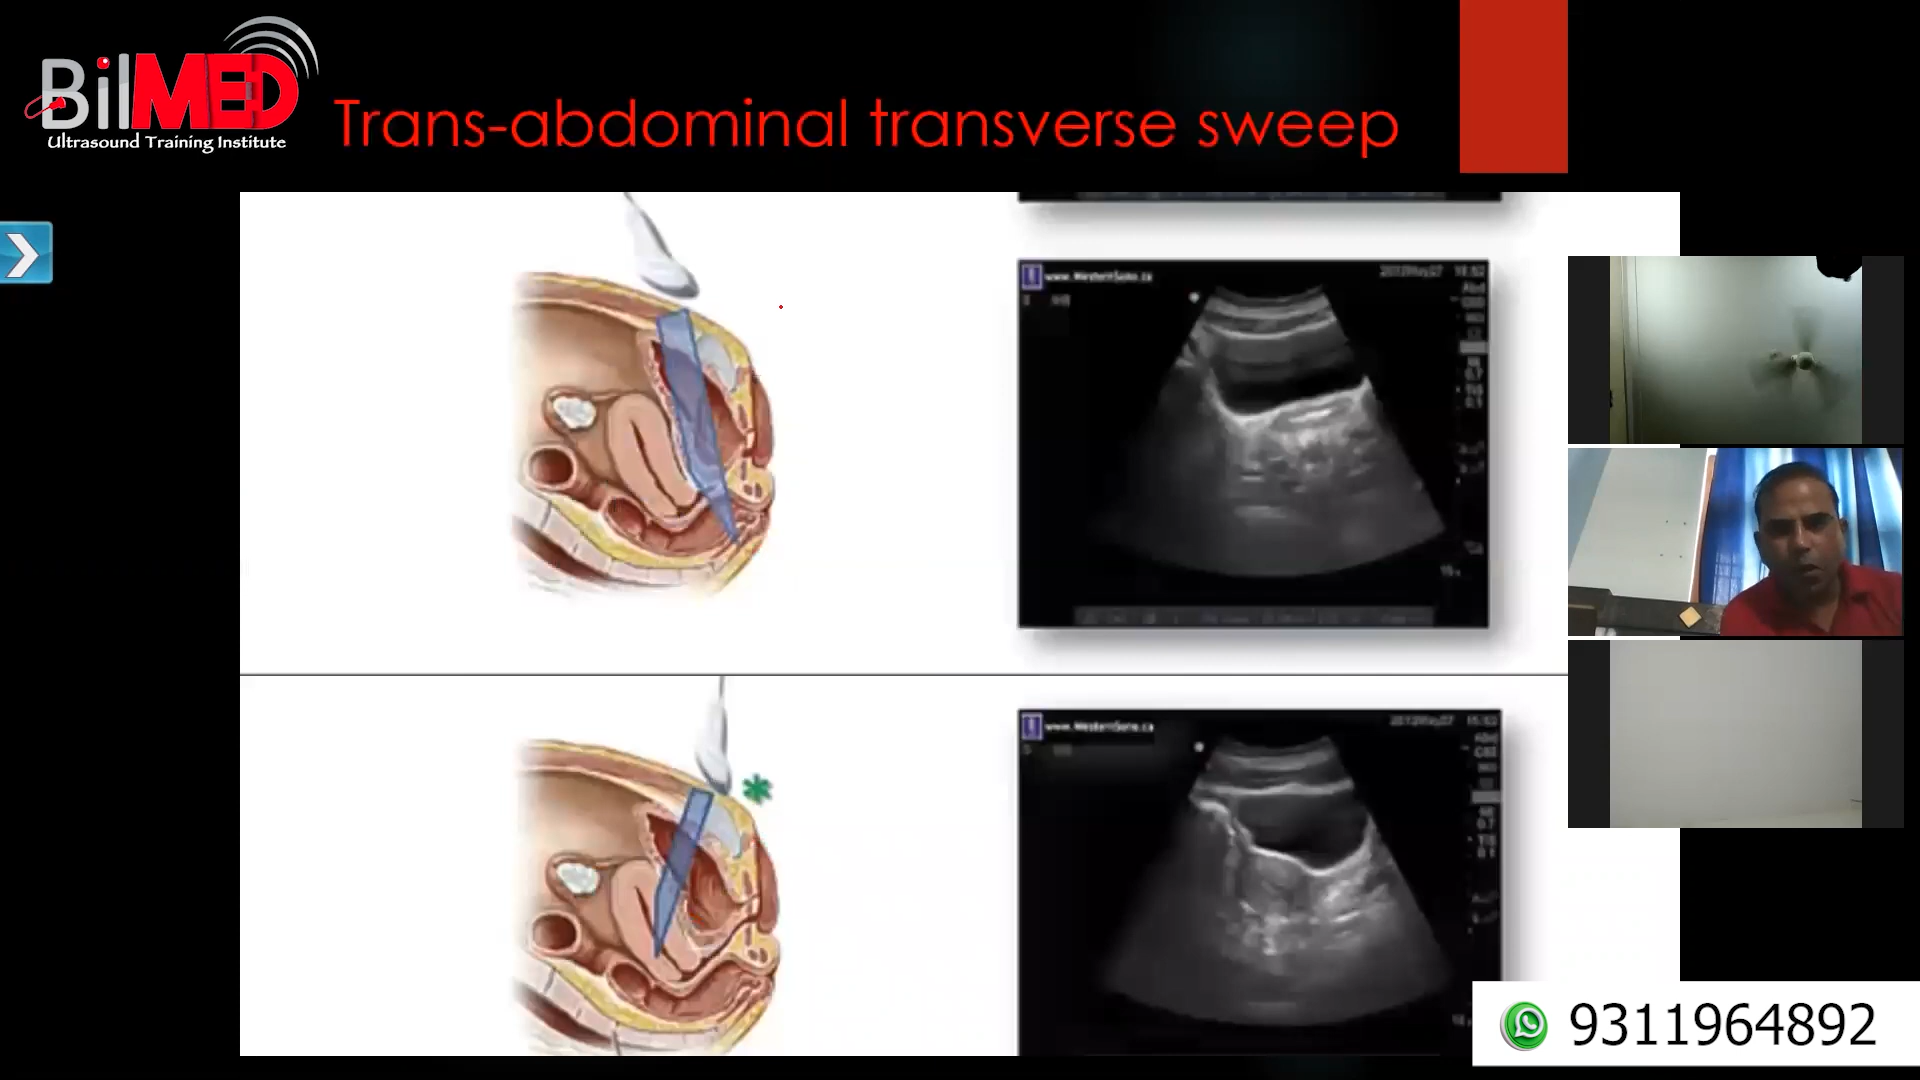 BilMED
Ultrasound Training Institute
Trans-abdominal transverse sweep
www.WesternSono.ca
www.WesternSono.ca
9311964892